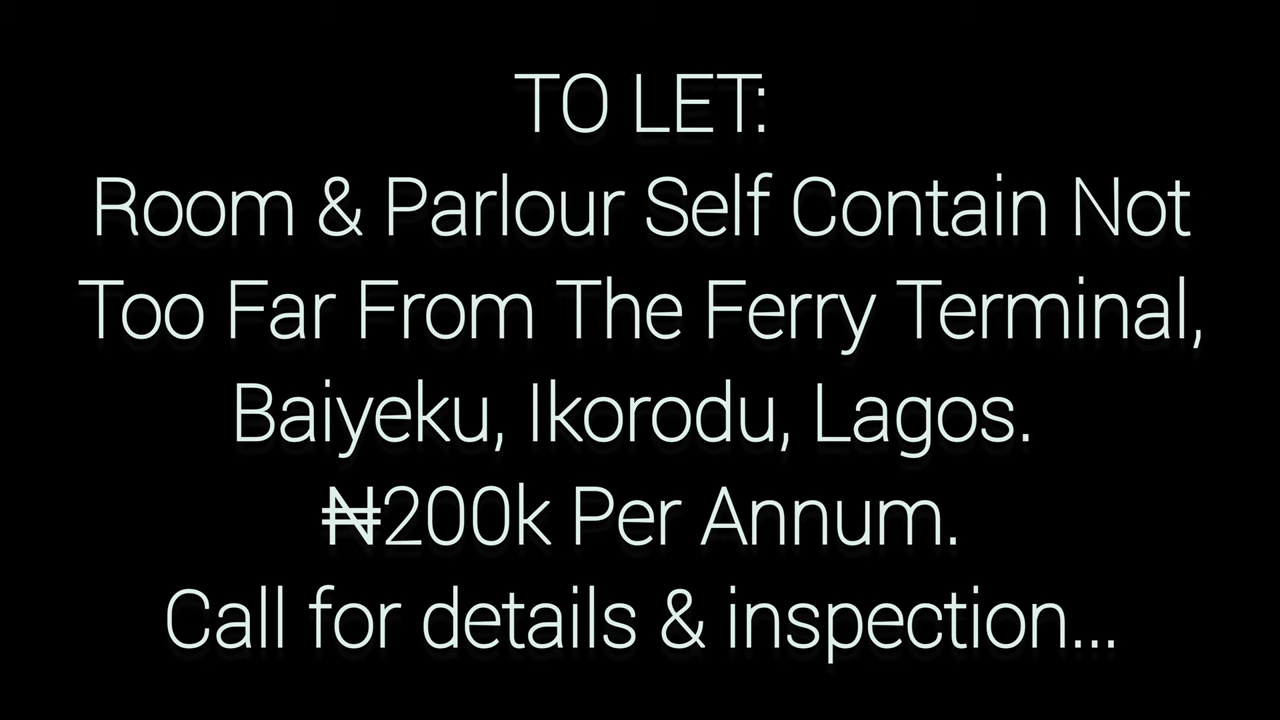 TO LET:
Room & Parlour Self Contain Not
Too Far From The Ferry Terminal,
Baiyeku, Ikorodu, Lagos.
₦200k Per Annum.
Call for details & inspection...